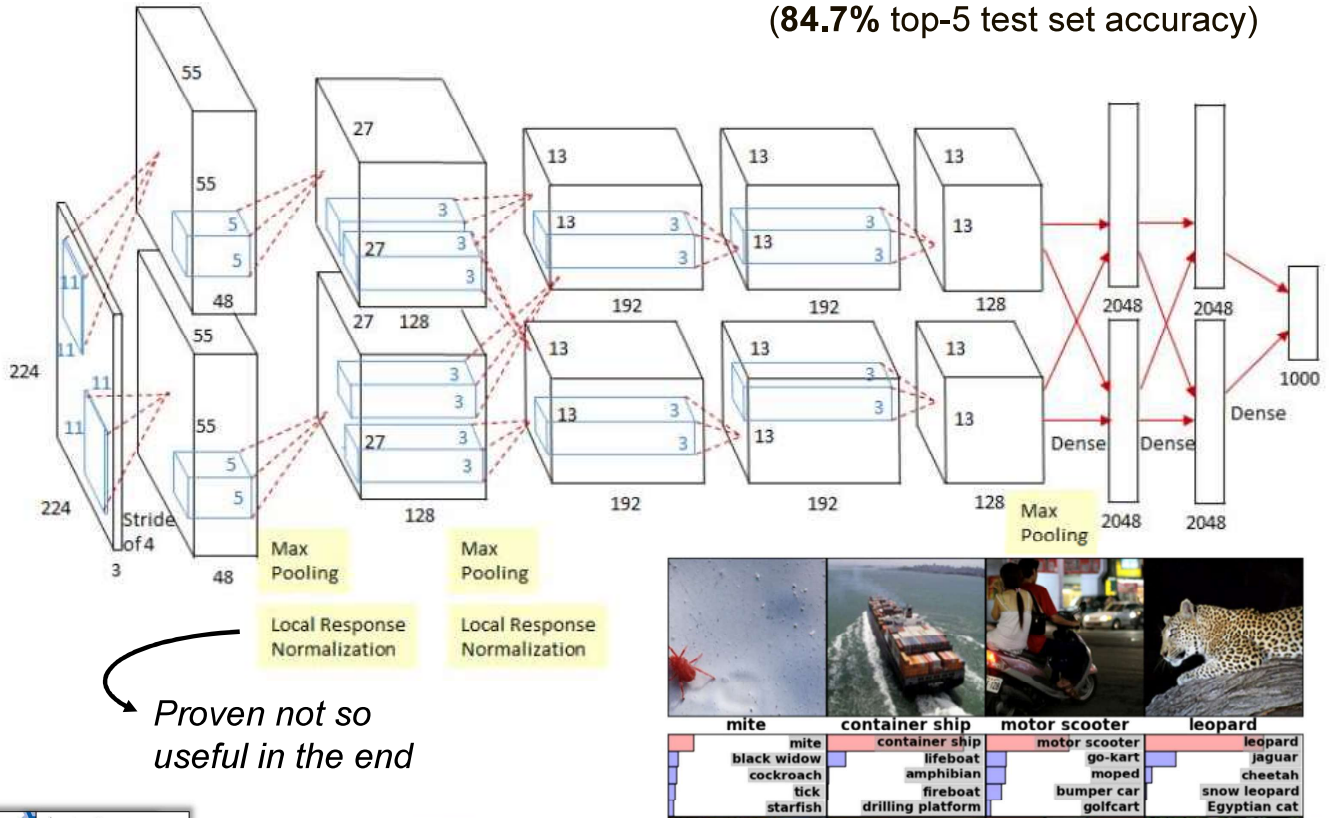 (84.7% top-5 test set accuracy)
55
27
13
13
13
55
5
5
48
27
3
3
3
128
13
3
3
192
13
3
3
192
13
128
2048
2048
11
11
224
11
11
224
3
Stride
of 4
55
55
5
5
48
27
3
3
27
3
3
128
13
13
3
3
192
13
3
3
13
192
13
13
128
Dense
Dense
Dense
2048
2048
1000
Max
Pooling
Max
Pooling
Max
Pooling
Local Response
Normalization
Local Response
Normalization
Proven not so
useful in the end
mite
container ship
motor scooter
leopard
mite
black widow
cockroach
tick
starfish
container ship
lifeboat
amphibian
fireboat
drilling platform
motor scooter
go-kart
moped
bumper car
golfcart
leopard
jaguar
cheetah
snow leopard
Egyptian cat